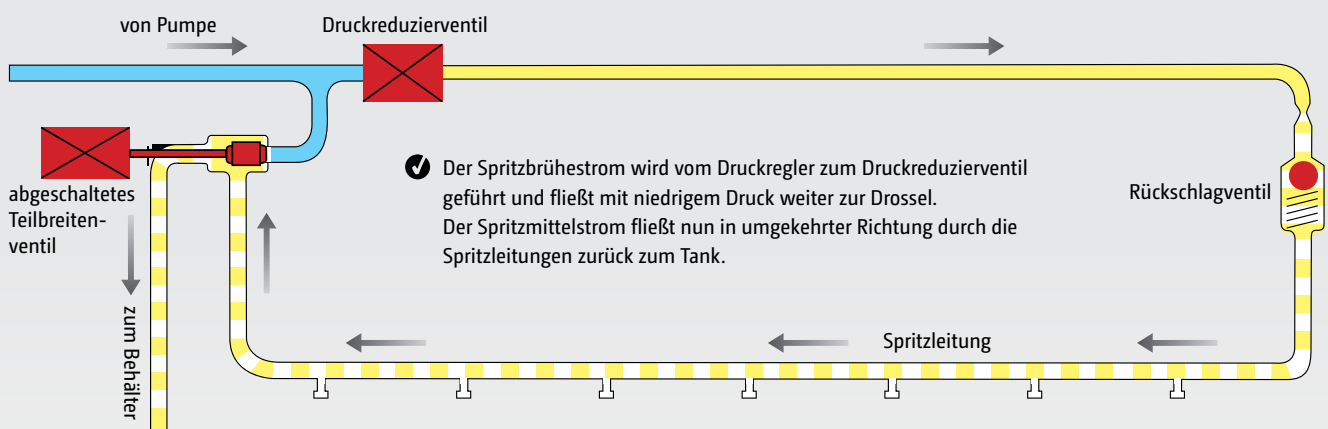 von Pumpe
Druckreduzierventil
abgeschaltetes
Teilbreiten-
ventil
zum Behälter
Der Spritzbrühestrom wird vom Druckregler zum Druckreduzierventil
geführt und fließt mit niedrigem Druck weiter zur Drossel.
Der Spritzmittelstrom fließt nun in umgekehrter Richtung durch die
Spritzleitungen zurück zum Tank.
Rückschlagventil
Spritzleitung